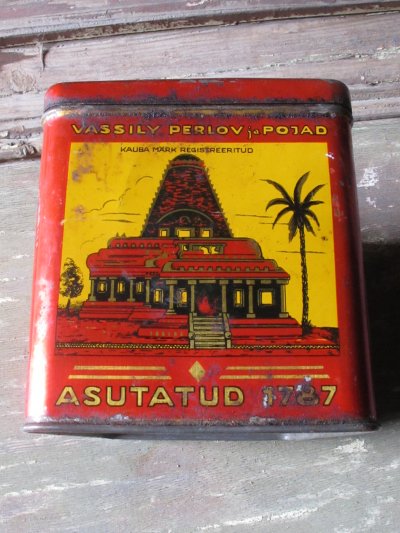 VASSILY PERLOV ja POJAD
KAUBA MÄRK REGISTREERITUD
ASUTATUD 1787